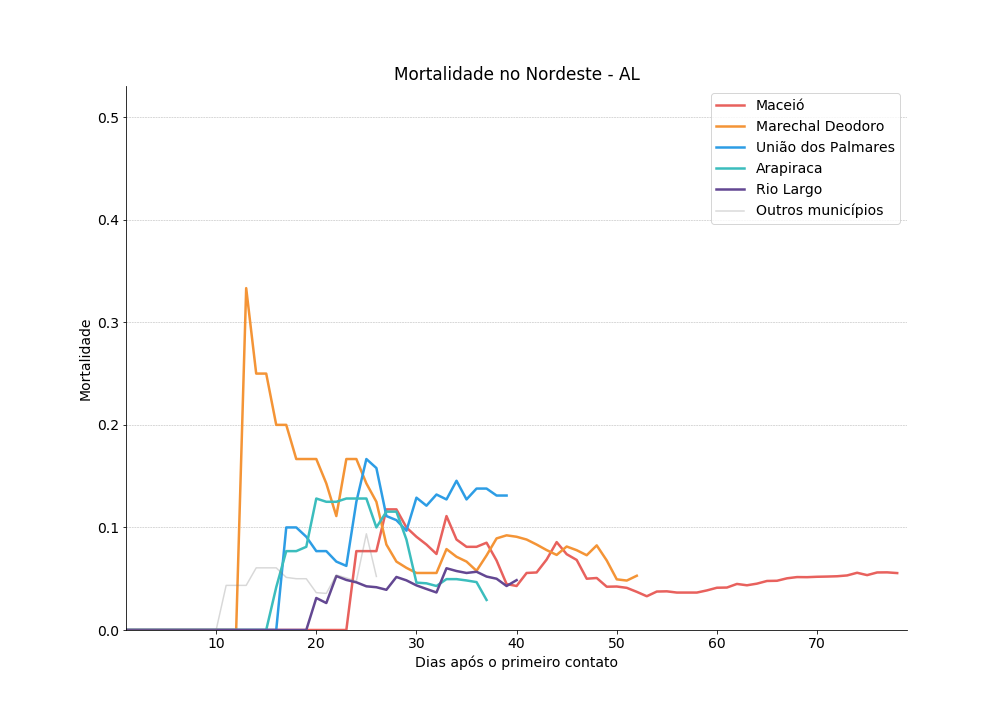 Mortalidade no Nordeste - AL
0.5
0.4
0.3
0.2
0.1
0.0
Mortalidade
10
20
30
40
50
60
70
Dias após o primeiro contato
Maceió
Marechal Deodoro
União dos Palmares
Arapiraca
Rio Largo
Outros municípios